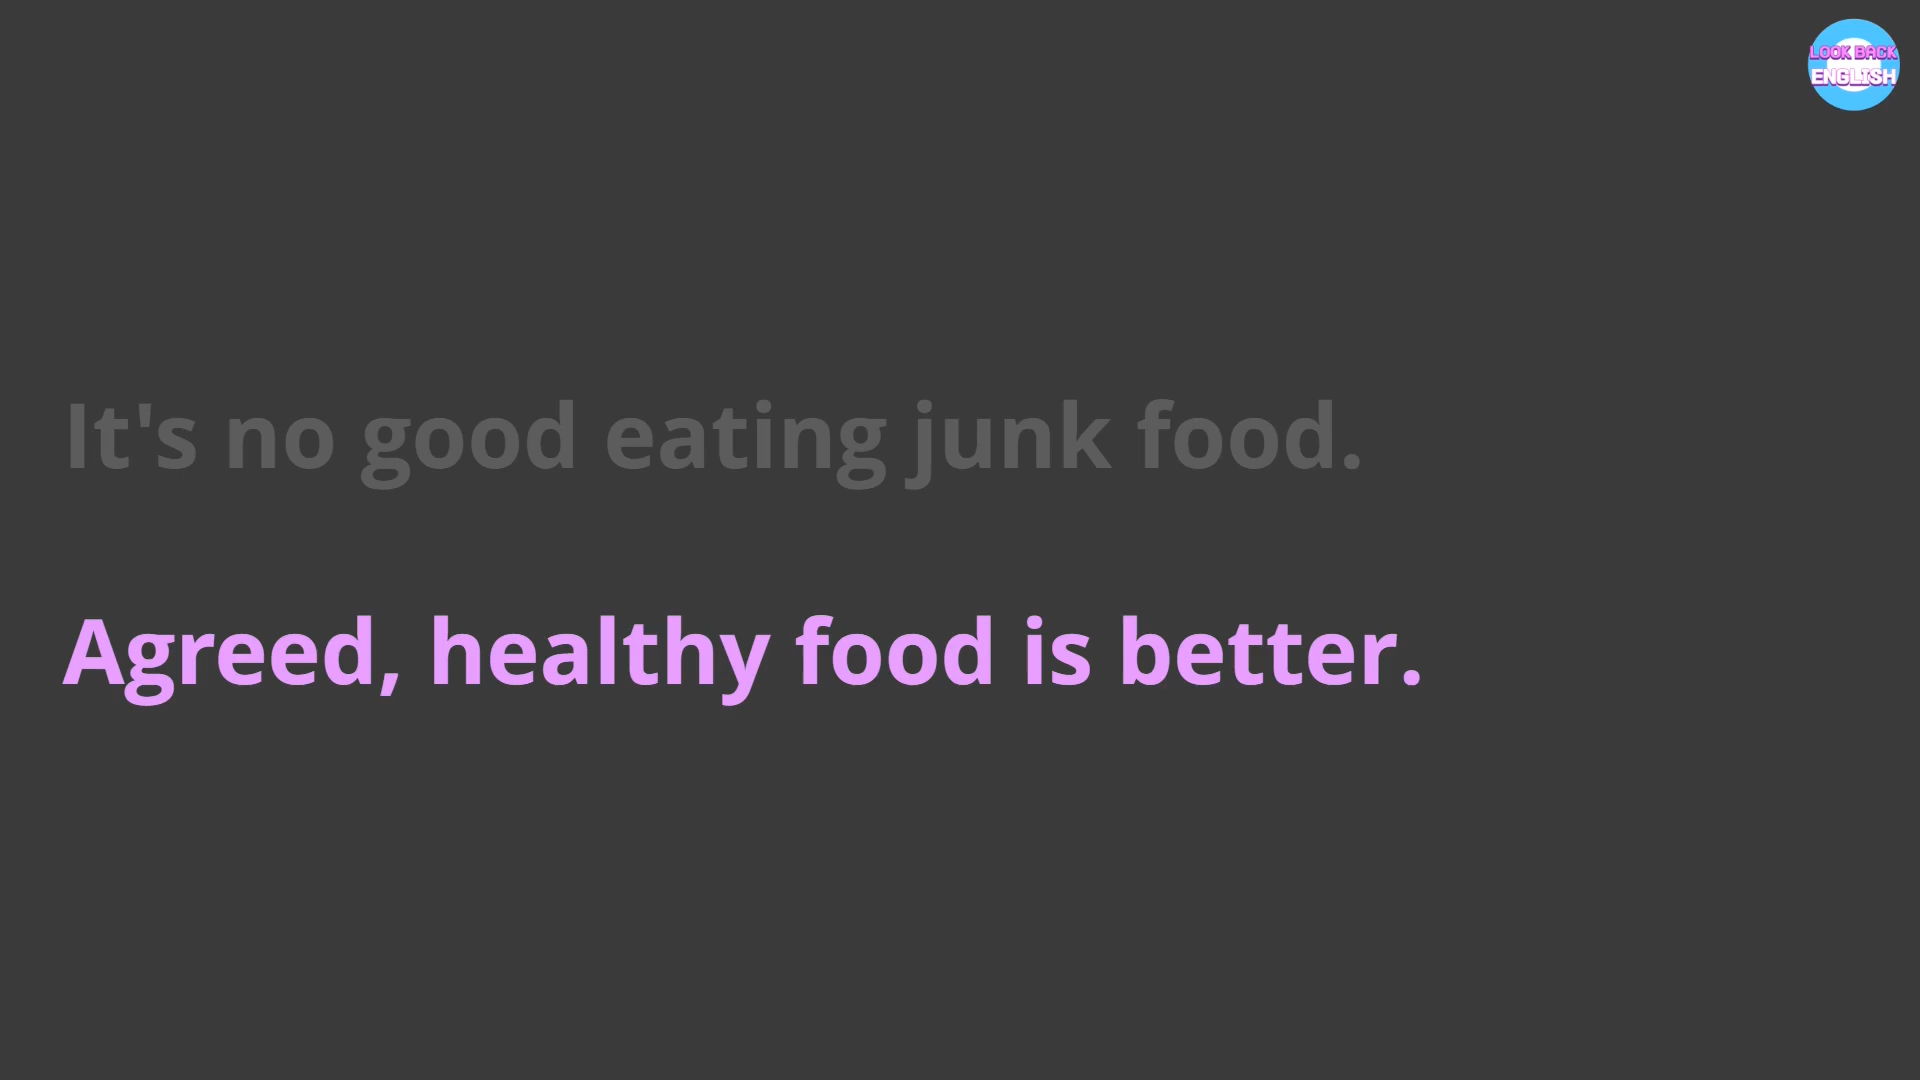 LOOK BACK
ENGLISH
It's no good eating junk food.
Agreed, healthy food is better.